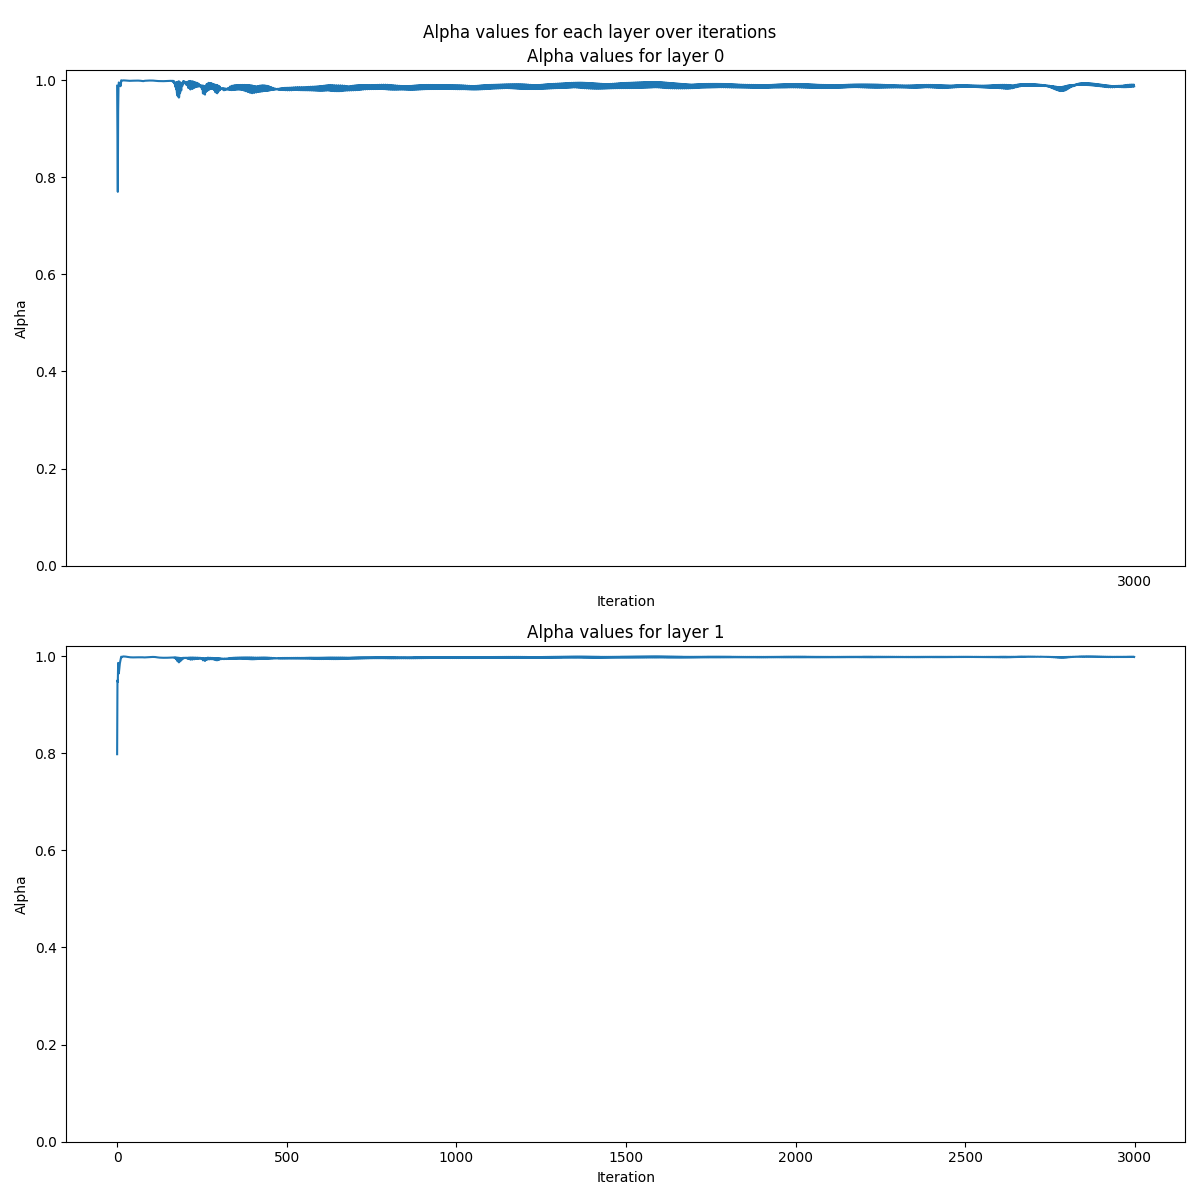 Alpha values for each layer over iterations
Alpha values for layer 0
1.0
0.8
0.6
0.4
0.2
0.0
Alpha
3000
Iteration
Alpha values for layer 1
1.0
0.8
0.6
0.4
0.2
0.0
Alpha
0 500 1000 1500 2000 2500 3000
Iteration